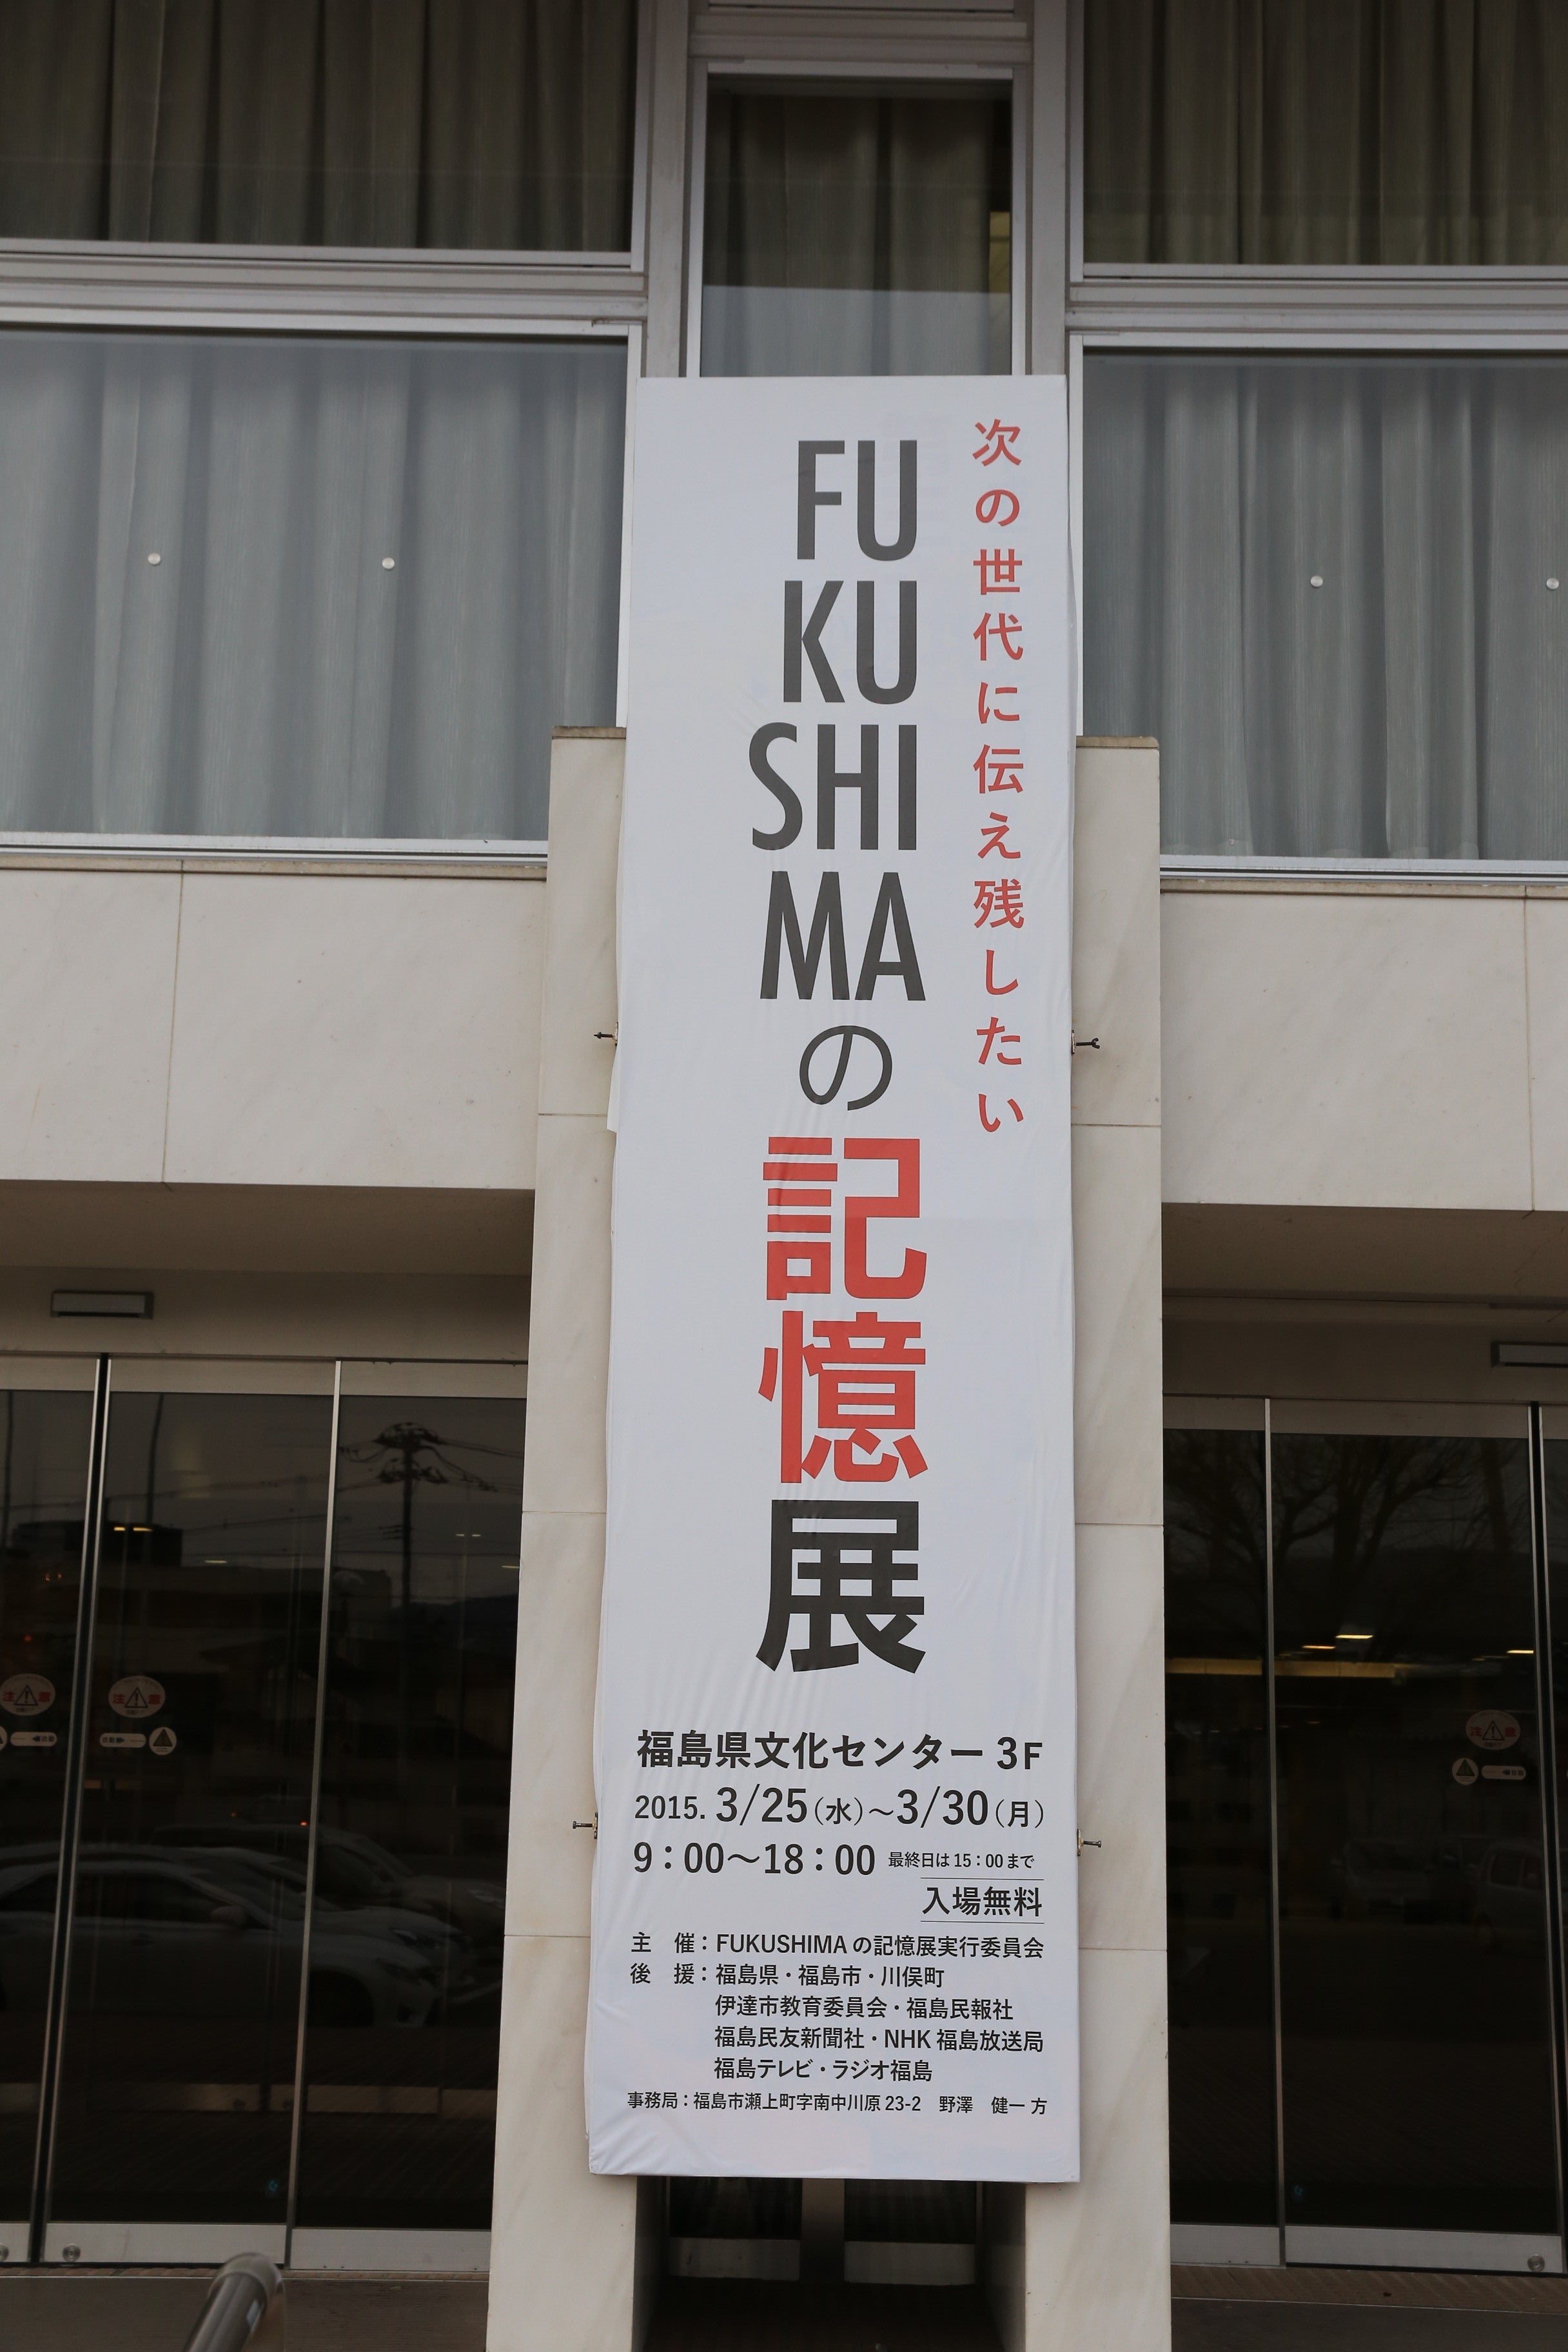 次の世代に伝え残したい
FUKUSHIMAの記憶展
福島県文化センター 3F
2015. 3/25(水)～3/30(月)
9：00～18：00 最終日は15：00まで
入場無料
主　催：FUKUSHIMAの記憶展実行委員会
後　援：福島県・福島市・川俣町
伊達市教育委員会・福島民報社
福島民友新聞社・NHK福島放送局
福島テレビ・ラジオ福島
事務局：福島市瀬上町字南中川原23-2　野澤　健一 方
注意
注意
注意